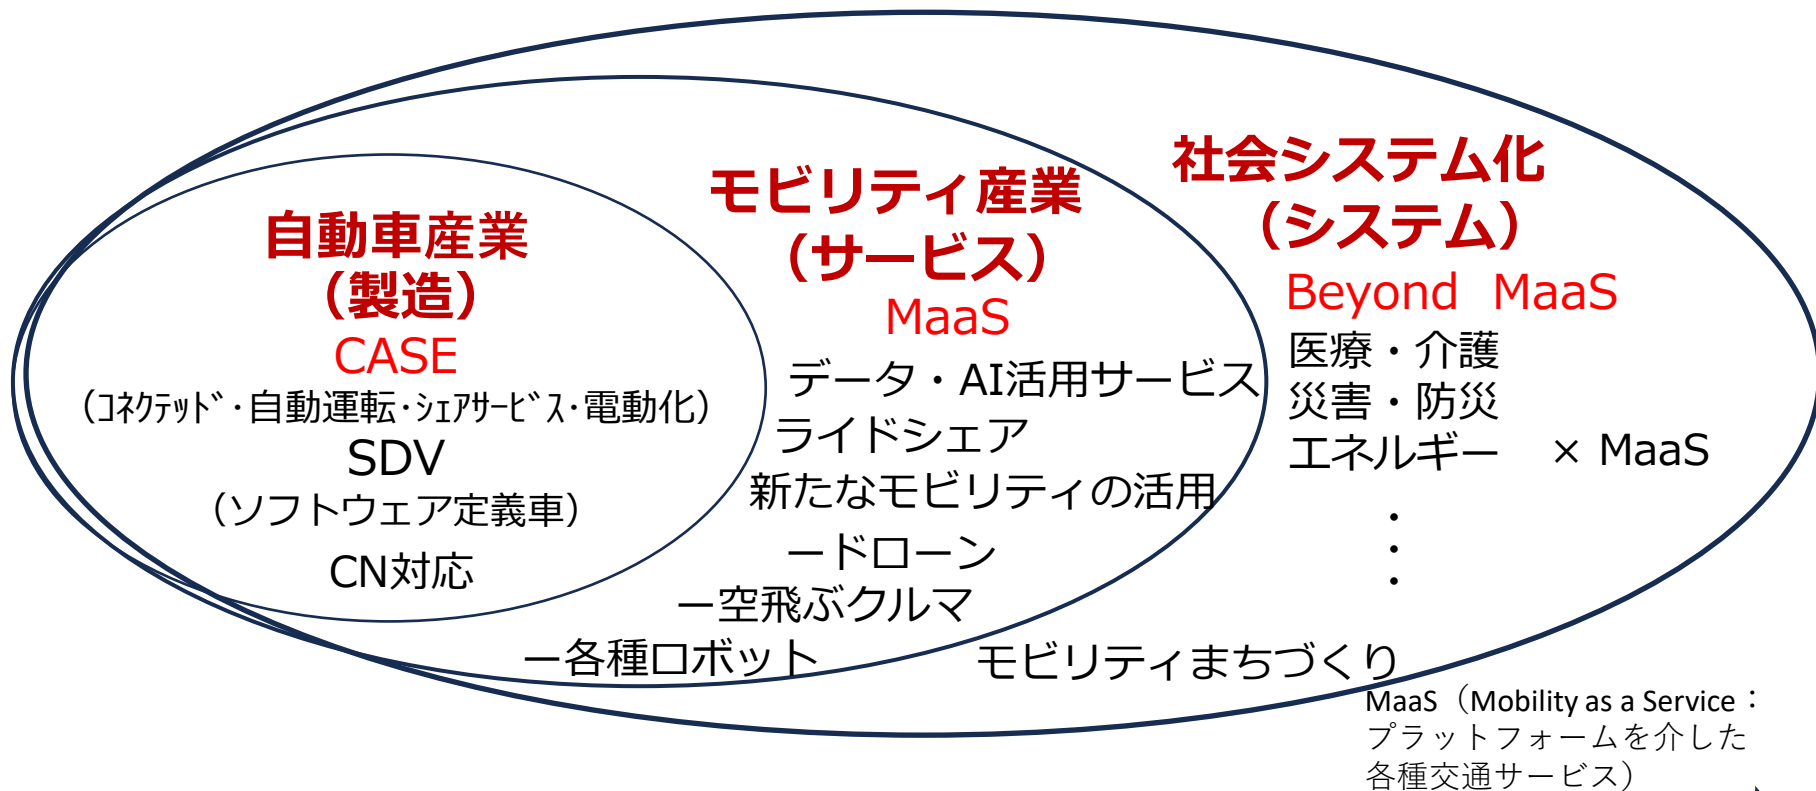 自動車産業
（製造）
CASE
（ｺﾈｸﾃｯﾄﾞ・自動運転・ｼｪｱｻｰﾋﾞｽ・電動化）
SDV
（ソフトウェア定義車）
CN対応
モビリティ産業
（サービス）
MaaS
データ・AI活用サービス
ライドシェア
新たなモビリティの活用
ードローン
ー空飛ぶクルマ
ー各種ロボット
社会システム化
（システム）
Beyond MaaS
医療・介護
災害・防災
エネルギー × MaaS
・
・
・
モビリティまちづくり
MaaS（Mobility as a Service：
プラットフォームを介した
各種交通サービス）